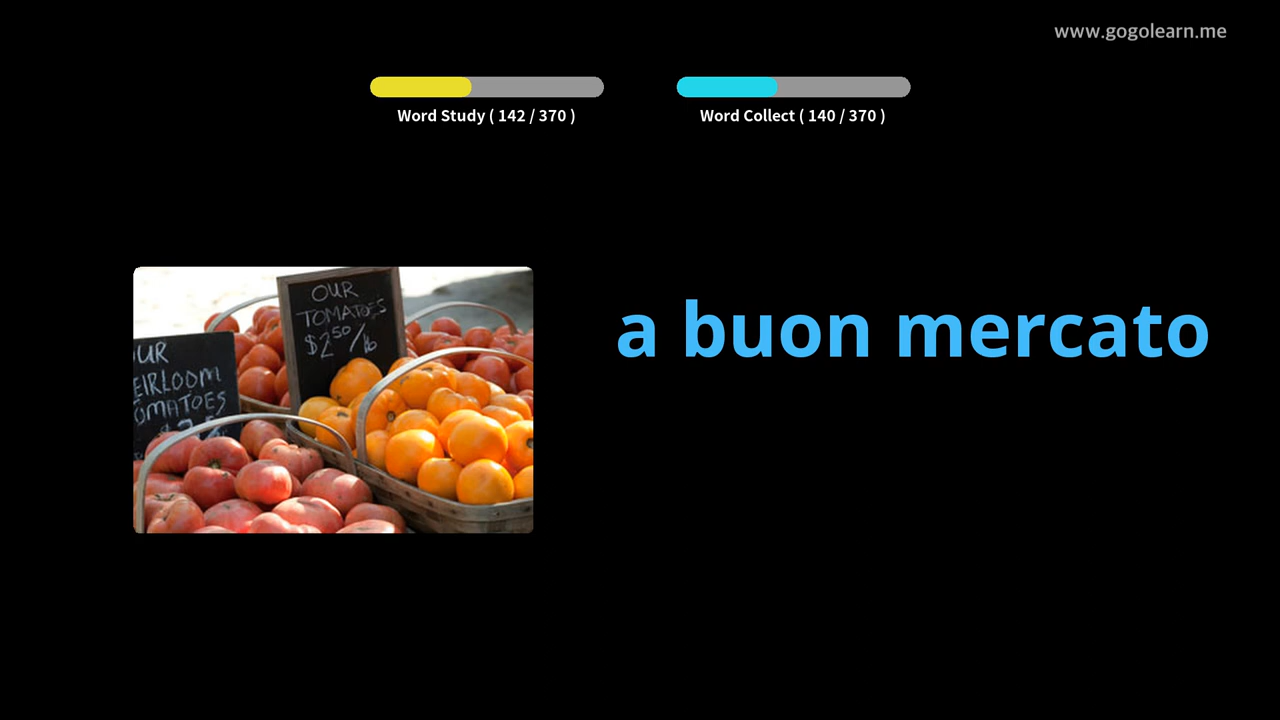 www.gogolearn.me
Word Study ( 142 / 370 )
Word Collect ( 140 / 370 )
a buon mercato
OUR
TOMATOES
$2.50/lb
UR
EIRLOOM
OMATOES